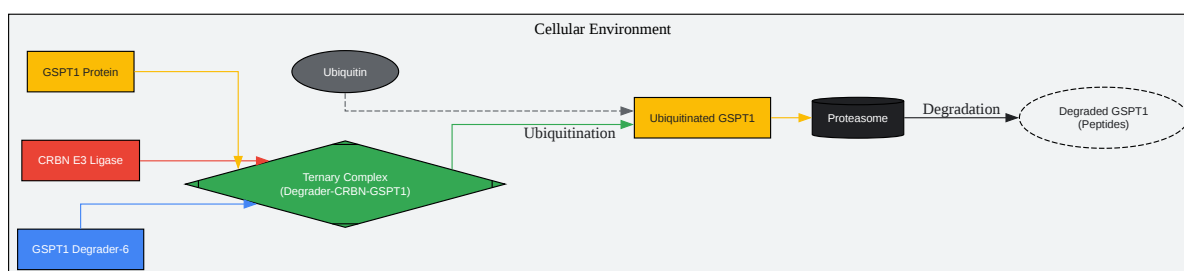 Cellular Environment
GSPT1 Protein
Ubiquitin
CRBN E3 Ligase
GSPT1 Degrader-6
Ternary Complex
(Degrader-CRBN-GSPT1)
Ubiquitination
Ubiquitinated GSPT1
Proteasome
Degradation
Degraded GSPT1
(Peptides)